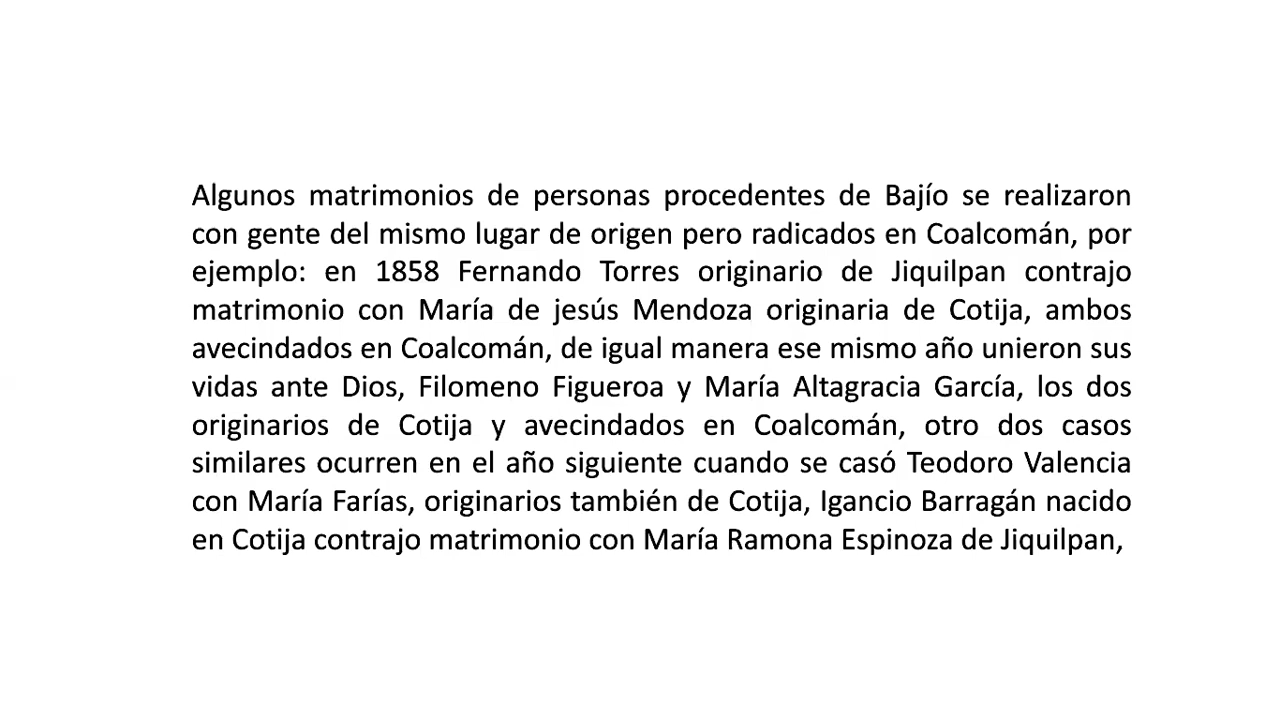 Algunos matrimonios de personas procedentes de Bajío se realizaron
con gente del mismo lugar de origen pero radicados en Coalcomán, por
ejemplo: en 1858 Fernando Torres originario de Jiquilpan contrajo
matrimonio con María de jesús Mendoza originaria de Cotija, ambos
avecindados en Coalcomán, de igual manera ese mismo año unieron sus
vidas ante Dios, Filomeno Figueroa y María Altagracia García, los dos
originarios de Cotija y avecindados en Coalcomán, otro dos casos
similares ocurren en el año siguiente cuando se casó Teodoro Valencia
con María Farías, originarios también de Cotija, Igancio Barragán nacido
en Cotija contrajo matrimonio con María Ramona Espinoza de Jiquilpan,